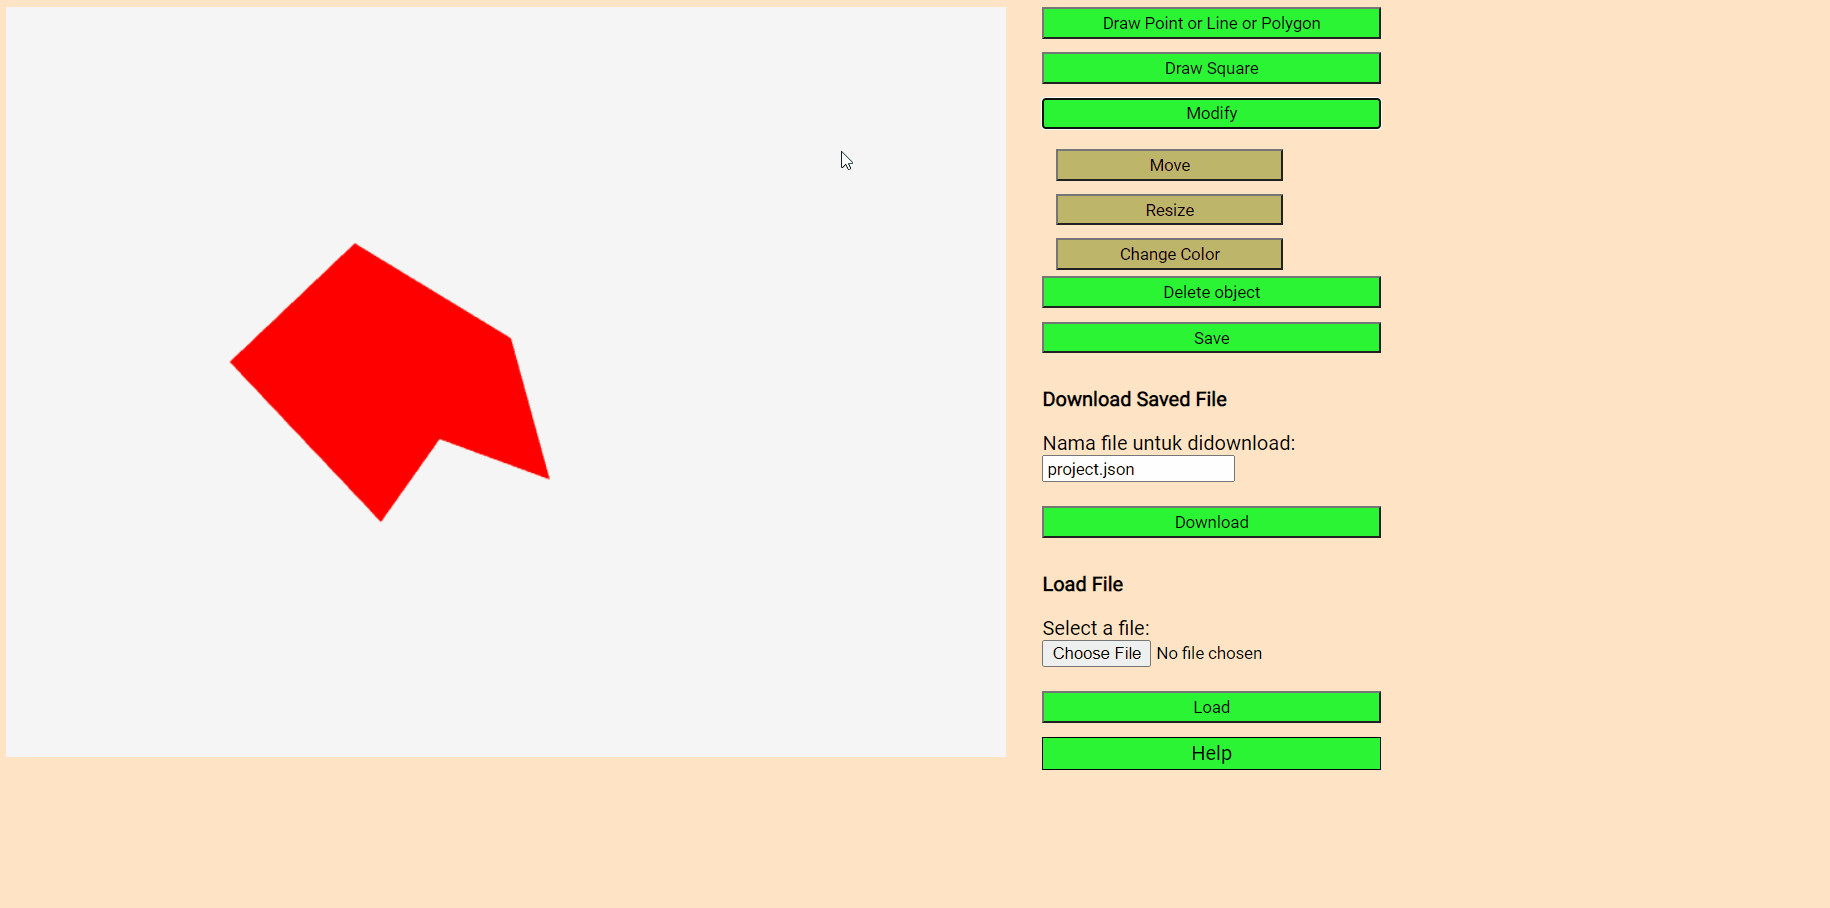 Draw Point or Line or Polygon
Draw Square
Modify
Move
Resize
Change Color
Delete object
Save
Download Saved File
Nama file untuk didownload:
project.json
Download
Load File
Select a file:
Choose File No file chosen
Load
Help